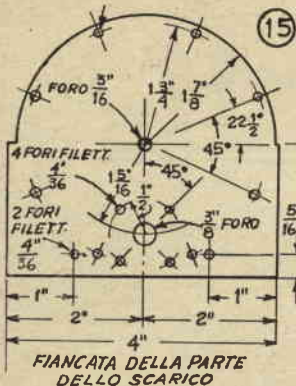 15
FORO 3/16"
1 3/4"
1 7/8"
22 1/2°
4 FORI FILETT.
4"/36
45°
45°
1 5/16"
1/2"
2 FORI
FILETT.
4"/36
3/8" FORO
5/16
1"
1"
2"
2"
4"
FIANCATA DELLA PARTE
DELLO SCARICO